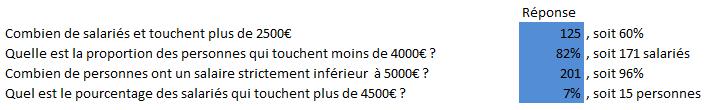 Réponse
Combien de salariés et touchent plus de 2500€ 125 , soit 60%
Quelle est la proportion des personnes qui touchent moins de 4000€ ? 82% , soit 171 salariés
Combien de personnes ont un salaire strictement inférieur à 5000€ ? 201 , soit 96%
Quel est le pourcentage des salariés qui touchent plus de 4500€ ? 7% , soit 15 personnes